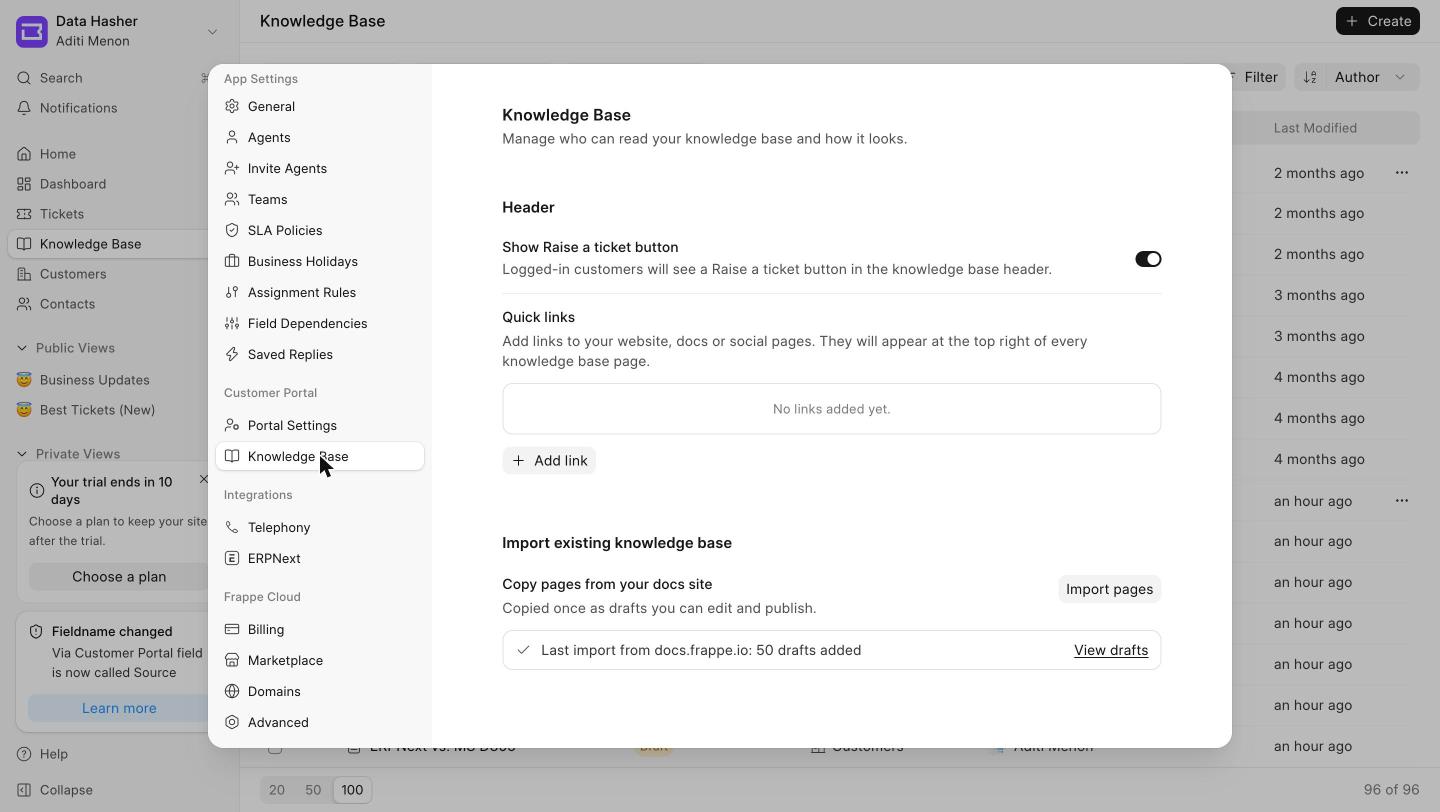 Data Hasher
Aditi Menon
Search
Notifications
Home
Dashboard
Tickets
Knowledge Base
Customers
Contacts
Public Views
Business Updates
Best Tickets (New)
Private Views
Your trial ends in 10
days
Choose a plan to keep your site
after the trial.
Choose a plan
Fieldname changed
Via Customer Portal field
is now called Source
Learn more
Help
Collapse
Knowledge Base
Create
Filter
Author
Last Modified
2 months ago
2 months ago
2 months ago
3 months ago
3 months ago
4 months ago
4 months ago
4 months ago
an hour ago
an hour ago
an hour ago
an hour ago
an hour ago
an hour ago
Customers
Aditi Menon
an hour ago
20 50 100
96 of 96
App Settings
General
Agents
Invite Agents
Teams
SLA Policies
Business Holidays
Assignment Rules
Field Dependencies
Saved Replies
Customer Portal
Portal Settings
Knowledge Base
Integrations
Telephony
ERPNext
Frappe Cloud
Billing
Marketplace
Domains
Advanced
Knowledge Base
Manage who can read your knowledge base and how it looks.
Header
Show Raise a ticket button
Logged-in customers will see a Raise a ticket button in the knowledge base header.
Quick links
Add links to your website, docs or social pages. They will appear at the top right of every
knowledge base page.
No links added yet.
Add link
Import existing knowledge base
Copy pages from your docs site
Copied once as drafts you can edit and publish.
Import pages
Last import from docs.frappe.io: 50 drafts added
View drafts